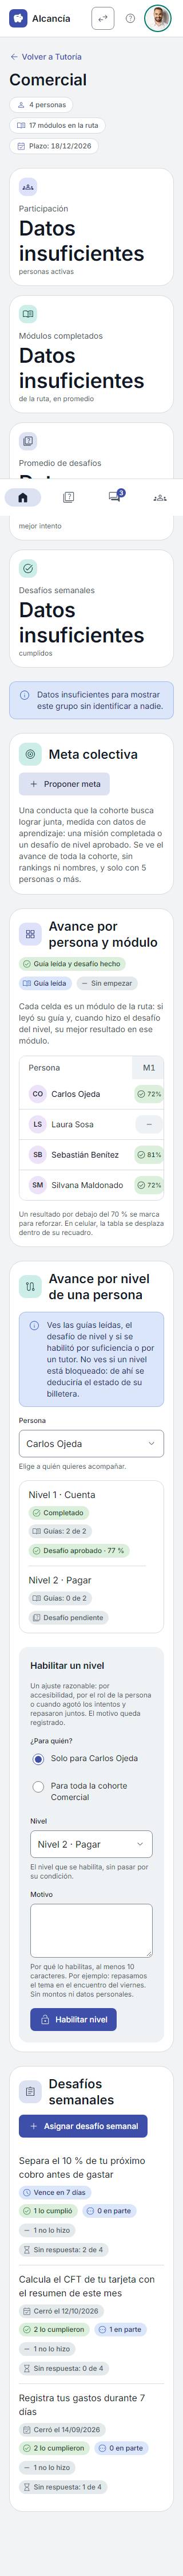 Alcancía
Volver a Tutoría
Comercial
4 personas
17 módulos en la ruta
Plazo: 18/12/2026
Participación
Datos
insuficientes
personas activas
Módulos completados
Datos
insuficientes
de la ruta, en promedio
Promedio de desafíos
3
mejor intento
Desafíos semanales
Datos
insuficientes
cumplidos
Datos insuficientes para mostrar
este grupo sin identificar a nadie.
Meta colectiva
Proponer meta
Una conducta que la cohorte busca
lograr junta, medida con datos de
aprendizaje: una misión completada o
un desafío de nivel aprobado. Se ve el
avance de toda la cohorte, sin
rankings ni nombres, y solo con 5
personas o más.
Avance por
persona y módulo
Guía leída y desafío hecho
Guía leída
Sin empezar
Cada celda es un módulo de la ruta: si
leyó su guía y, cuando hizo el desafío
del nivel, su mejor resultado en ese
módulo.
Persona M1
CO Carlos Ojeda 72%
LS Laura Sosa –
SB Sebastián Benítez 81%
SM Silvana Maldonado 72%
Un resultado por debajo del 70 % se marca
para reforzar. En celular, la tabla se desplaza
dentro de su recuadro.
Avance por nivel
de una persona
Ves las guías leídas, el
desafío de nivel y si se
habilitó por suficiencia o por
un tutor. No ves si un nivel
está bloqueado: de ahí se
deduciría el estado de su
billetera.
Persona
Carlos Ojeda
Elige a quién quieres acompañar.
Nivel 1 · Cuenta
Completado
Guías: 2 de 2
Desafío aprobado · 77 %
Nivel 2 · Pagar
Guías: 0 de 2
Desafío pendiente
Habilitar un nivel
Un ajuste razonable: por
accesibilidad, por el rol de la persona
o cuando agotó los intentos y
repasaron juntos. El motivo queda
registrado.
¿Para quién?
Solo para Carlos Ojeda
Para toda la cohorte
Comercial
Nivel
Nivel 2 · Pagar
El nivel que se habilita, sin pasar por
su condición.
Motivo
Por qué lo habilitas, al menos 10
caracteres. Por ejemplo: repasamos
el tema en el encuentro del viernes.
Sin montos ni datos personales.
Habilitar nivel
Desafíos
semanales
Asignar desafío semanal
Separa el 10 % de tu próximo
cobro antes de gastar
Vence en 7 días
1 lo cumplió
0 en parte
1 no lo hizo
Sin respuesta: 2 de 4
Calcula el CFT de tu tarjeta con
el resumen de este mes
Cerró el 12/10/2026
2 lo cumplieron
1 en parte
1 no lo hizo
Sin respuesta: 0 de 4
Registra tus gastos durante 7
días
Cerró el 14/09/2026
2 lo cumplieron
0 en parte
1 no lo hizo
Sin respuesta: 1 de 4